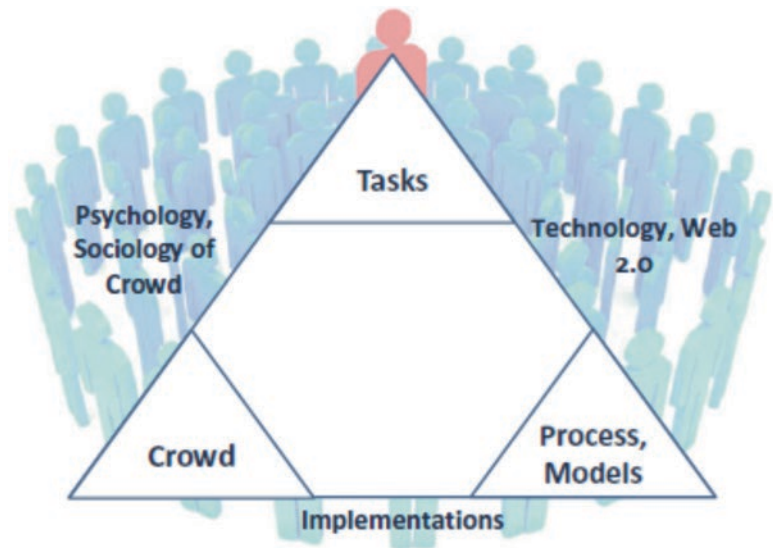 Tasks
Psychology,
Sociology of
Crowd
Technology, Web
2.0
Crowd
Process,
Models
Implementations